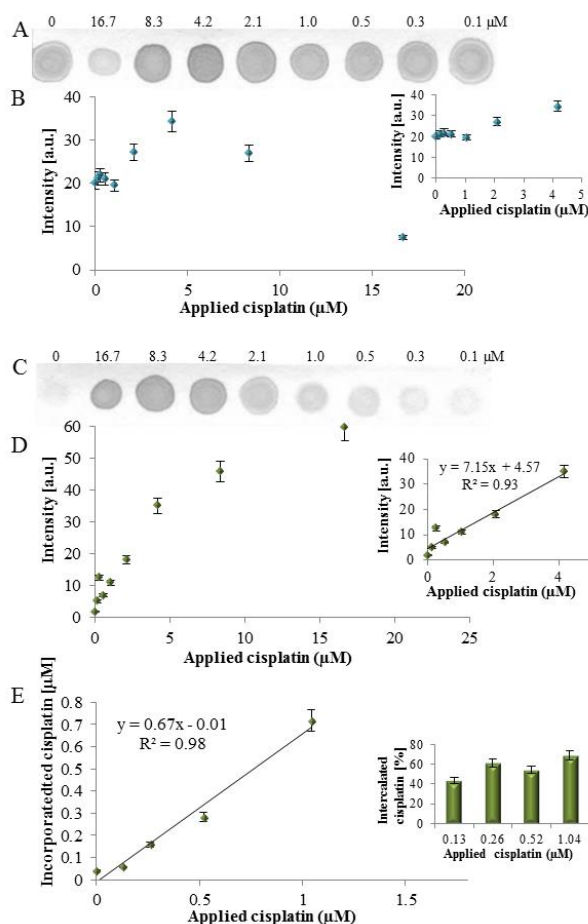 A 0 16.7 8.3 4.2 2.1 1.0 0.5 0.3 0.1 µM
B
40
30
20
10
0
Intensity [a.u.]
0 5 10 15 20
Applied cisplatin (µM)
40
30
20
10
0
Intensity [a.u.]
0 1 2 3 4 5
Applied cisplatin (µM)
C 0 16.7 8.3 4.2 2.1 1.0 0.5 0.3 0.1 µM
D
60
50
40
30
20
10
0
Intensity [a.u.]
0 5 10 15 20 25
Applied cisplatin (µM)
y = 7.15x + 4.57
R² = 0.93
40
30
20
10
0
Intensity [a.u.]
0 2 4
Applied cisplatin (µM)
E
0.8
0.7
0.6
0.5
0.4
0.3
0.2
0.1
0
Incorporatedted cisplatin [µM]
y = 0.67x - 0.01
R² = 0.98
0 0.5 1 1.5
Applied cisplatin (µM)
80
60
40
20
0
Intercalated
cisplatin [%]
0.13 0.26 0.52 1.04
Applied cisplatin (µM)